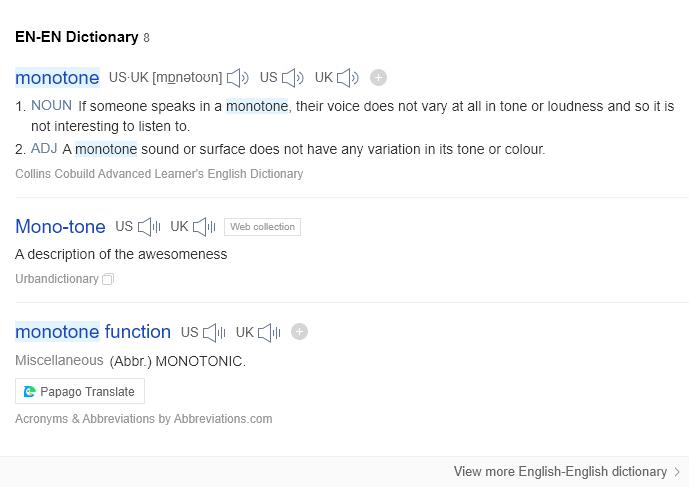 EN-EN Dictionary 8
monotone US·UK [mɒnətoʊn] US UK
1. NOUN If someone speaks in a monotone, their voice does not vary at all in tone or loudness and so it is
not interesting to listen to.
2. ADJ A monotone sound or surface does not have any variation in its tone or colour.
Collins Cobuild Advanced Learner's English Dictionary
Mono-tone US UK Web collection
A description of the awesomeness
Urbandictionary
monotone function US UK
Miscellaneous (Abbr.) MONOTONIC.
Papago Translate
Acronyms & Abbreviations by Abbreviations.com
View more English-English dictionary